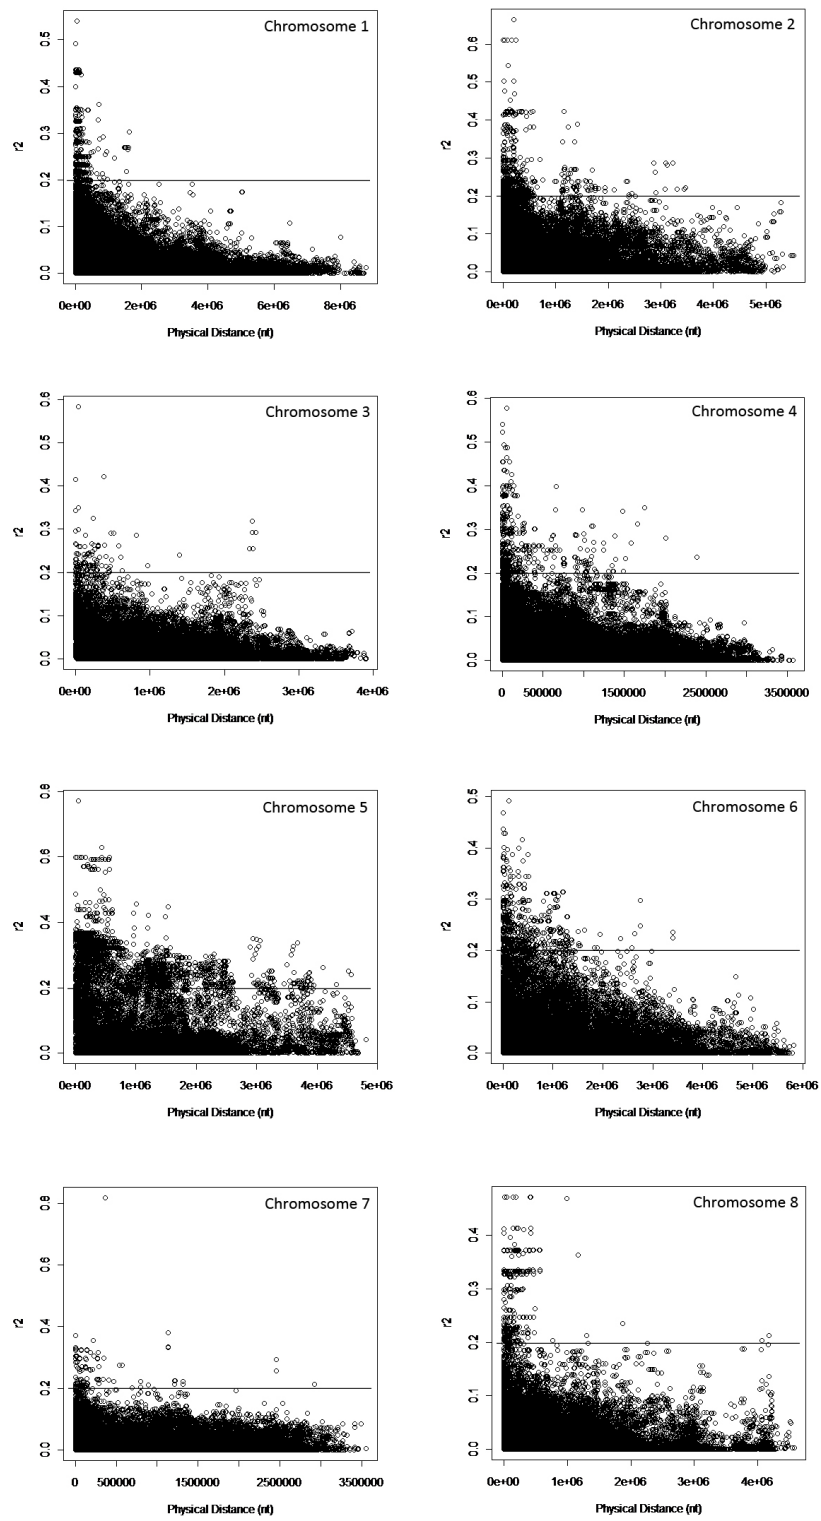 Chromosome 1
r2
0.5
0.4
0.3
0.2
0.1
0.0
0e+00 2e+06 4e+06 6e+06 8e+06
Physical Distance (nt)
Chromosome 2
r2
0.6
0.5
0.4
0.3
0.2
0.1
0.0
0e+00 1e+06 2e+06 3e+06 4e+06 5e+06
Physical Distance (nt)
Chromosome 3
r2
0.6
0.5
0.4
0.3
0.2
0.1
0.0
0e+00 1e+06 2e+06 3e+06 4e+06
Physical Distance (nt)
Chromosome 4
r2
0.6
0.5
0.4
0.3
0.2
0.1
0.0
0 500000 1500000 2500000 3500000
Physical Distance (nt)
Chromosome 5
r2
0.8
0.6
0.4
0.2
0.0
0e+00 1e+06 2e+06 3e+06 4e+06 5e+06
Physical Distance (nt)
Chromosome 6
r2
0.5
0.4
0.3
0.2
0.1
0.0
0e+00 1e+06 2e+06 3e+06 4e+06 5e+06 6e+06
Physical Distance (nt)
Chromosome 7
r2
0.8
0.6
0.4
0.2
0.0
0 500000 1500000 2500000 3500000
Physical Distance (nt)
Chromosome 8
r2
0.4
0.3
0.2
0.1
0.0
0e+00 1e+06 2e+06 3e+06 4e+06
Physical Distance (nt)